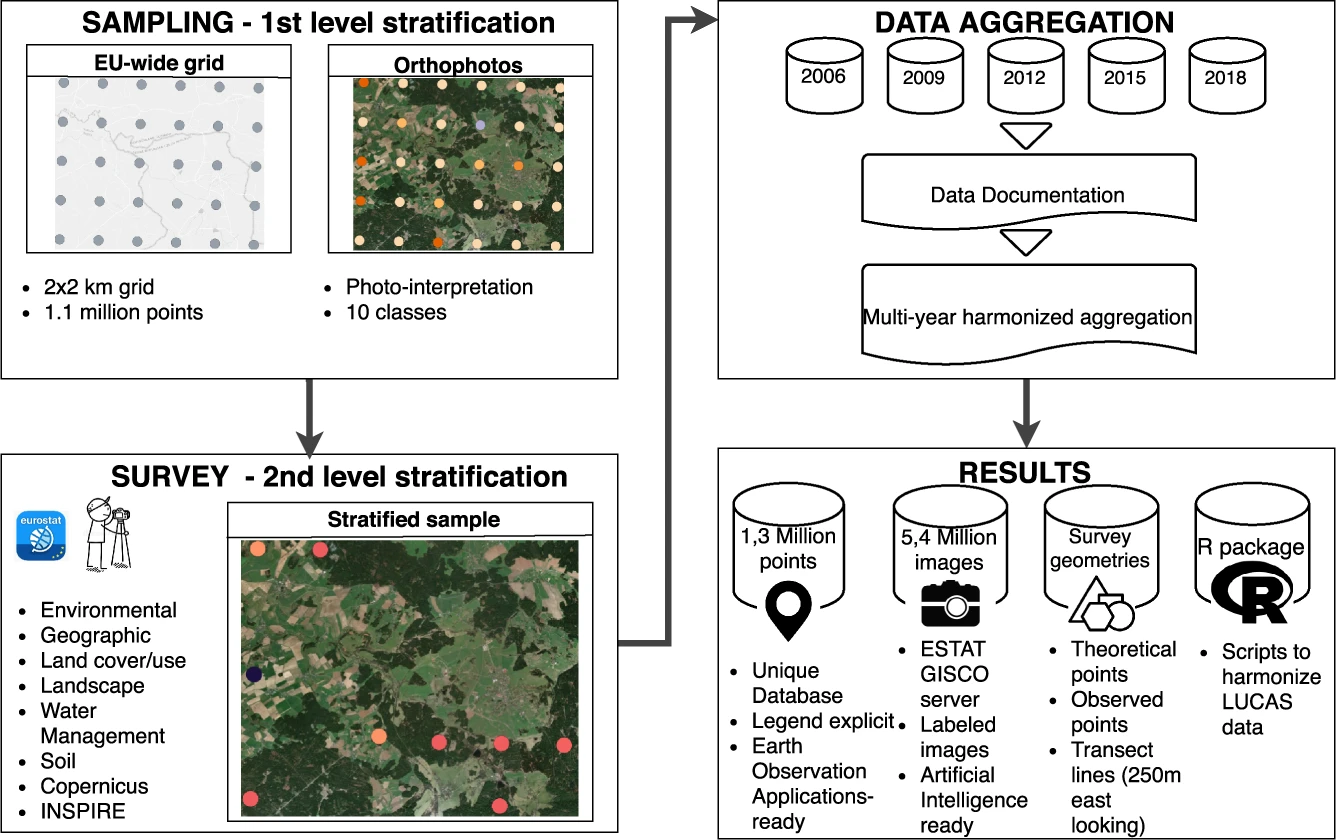 SAMPLING - 1st level stratification
EU-wide grid
Orthophotos
• 2x2 km grid
• 1.1 million points
• Photo-interpretation
• 10 classes
SURVEY - 2nd level stratification
eurostat
Stratified sample
• Environmental
• Geographic
• Land cover/use
• Landscape
• Water
Management
• Soil
• Copernicus
• INSPIRE
DATA AGGREGATION
2006
2009
2012
2015
2018
Data Documentation
Multi-year harmonized aggregation
RESULTS
1,3 Million
points
• Unique
Database
• Legend explicit
• Earth
Observation
Applications-
ready
5,4 Million
images
• ESTAT
GISCO
server
• Labeled
images
• Artificial
Intelligence
ready
Survey
geometries
• Theoretical
points
• Observed
points
• Transect
lines (250m
east
looking)
R package
R
• Scripts to
harmonize
LUCAS
data